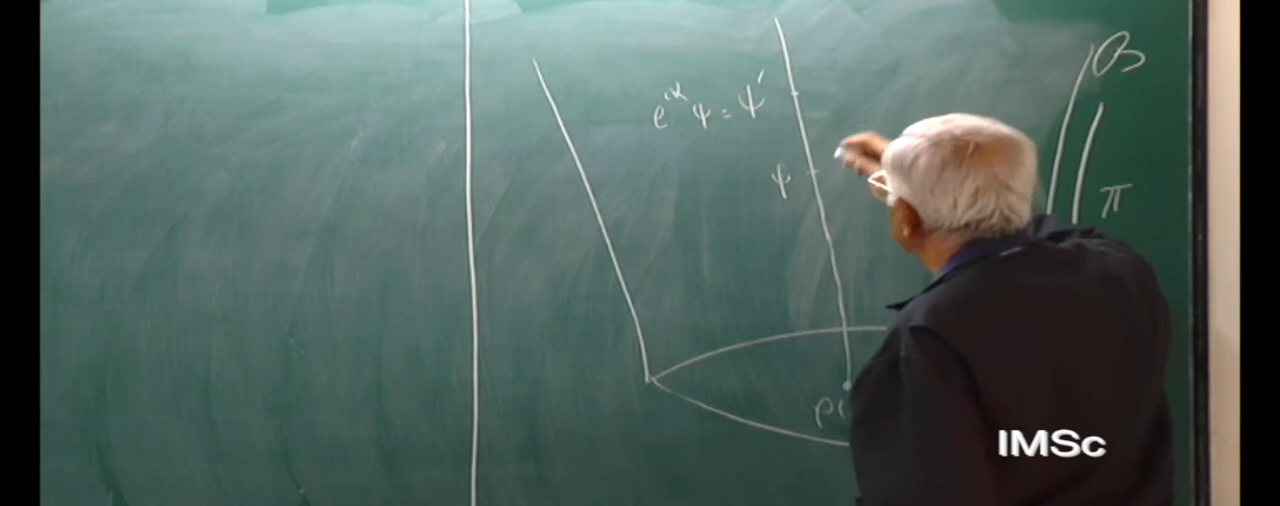 e^{iα} ψ = ψ'
ψ
π
ρ(
IMSc